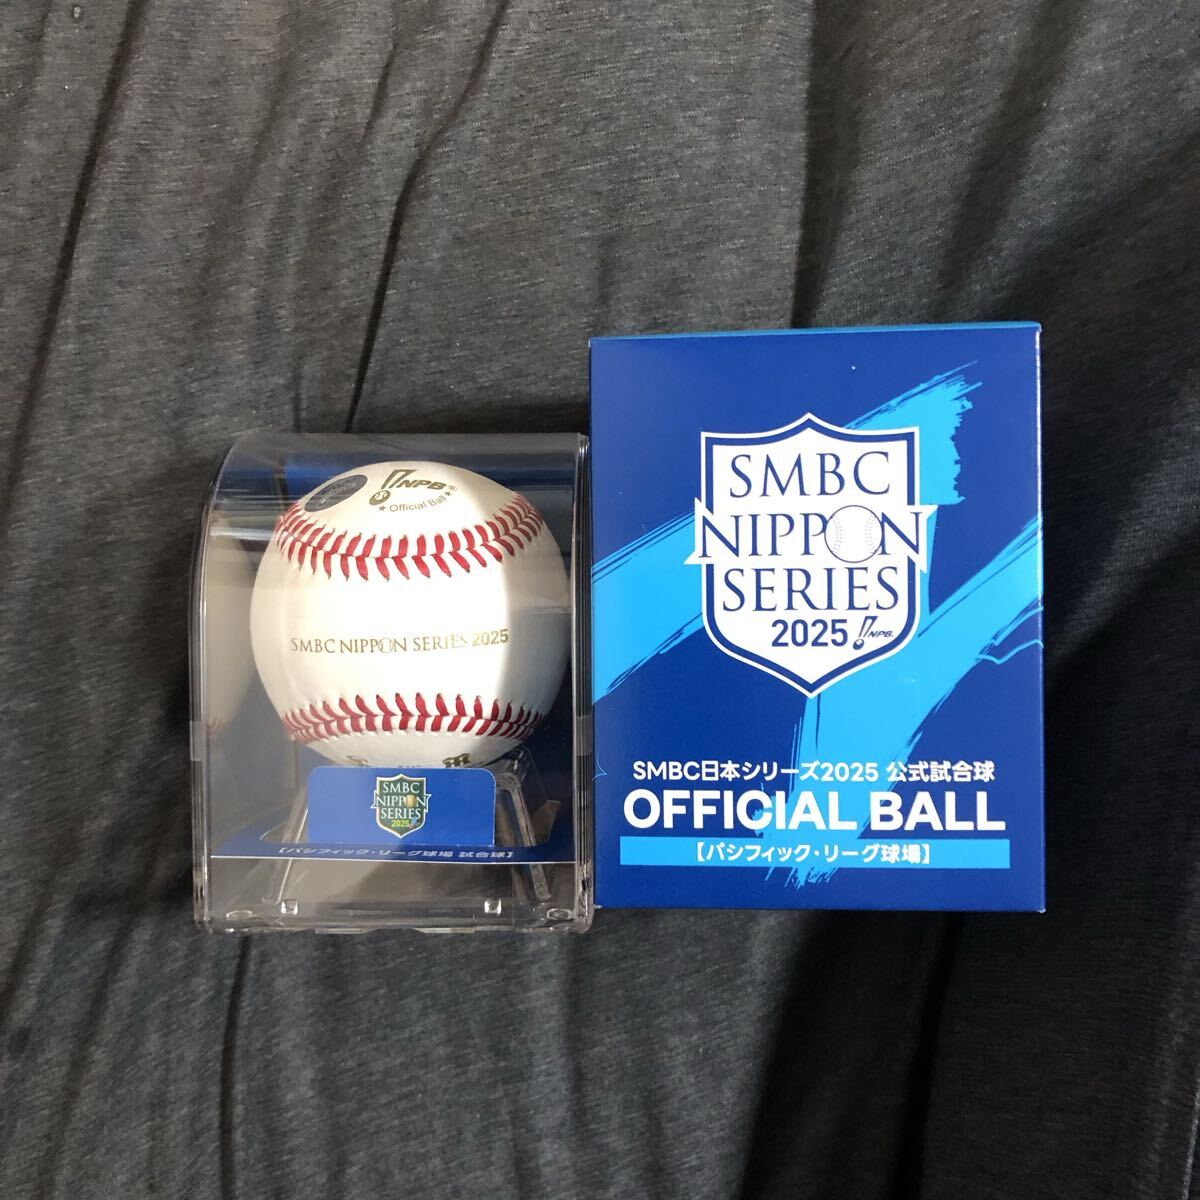 NPB®
★Official Ball★
SMBC NIPPON SERIES 2025
SMBC
NIPPON
SERIES
2025
【パシフィック・リーグ球場 試合球】
SMBC
NIPPON
SERIES
2025 NPB.
SMBC日本シリーズ2025 公式試合球
OFFICIAL BALL
【パシフィック・リーグ球場】